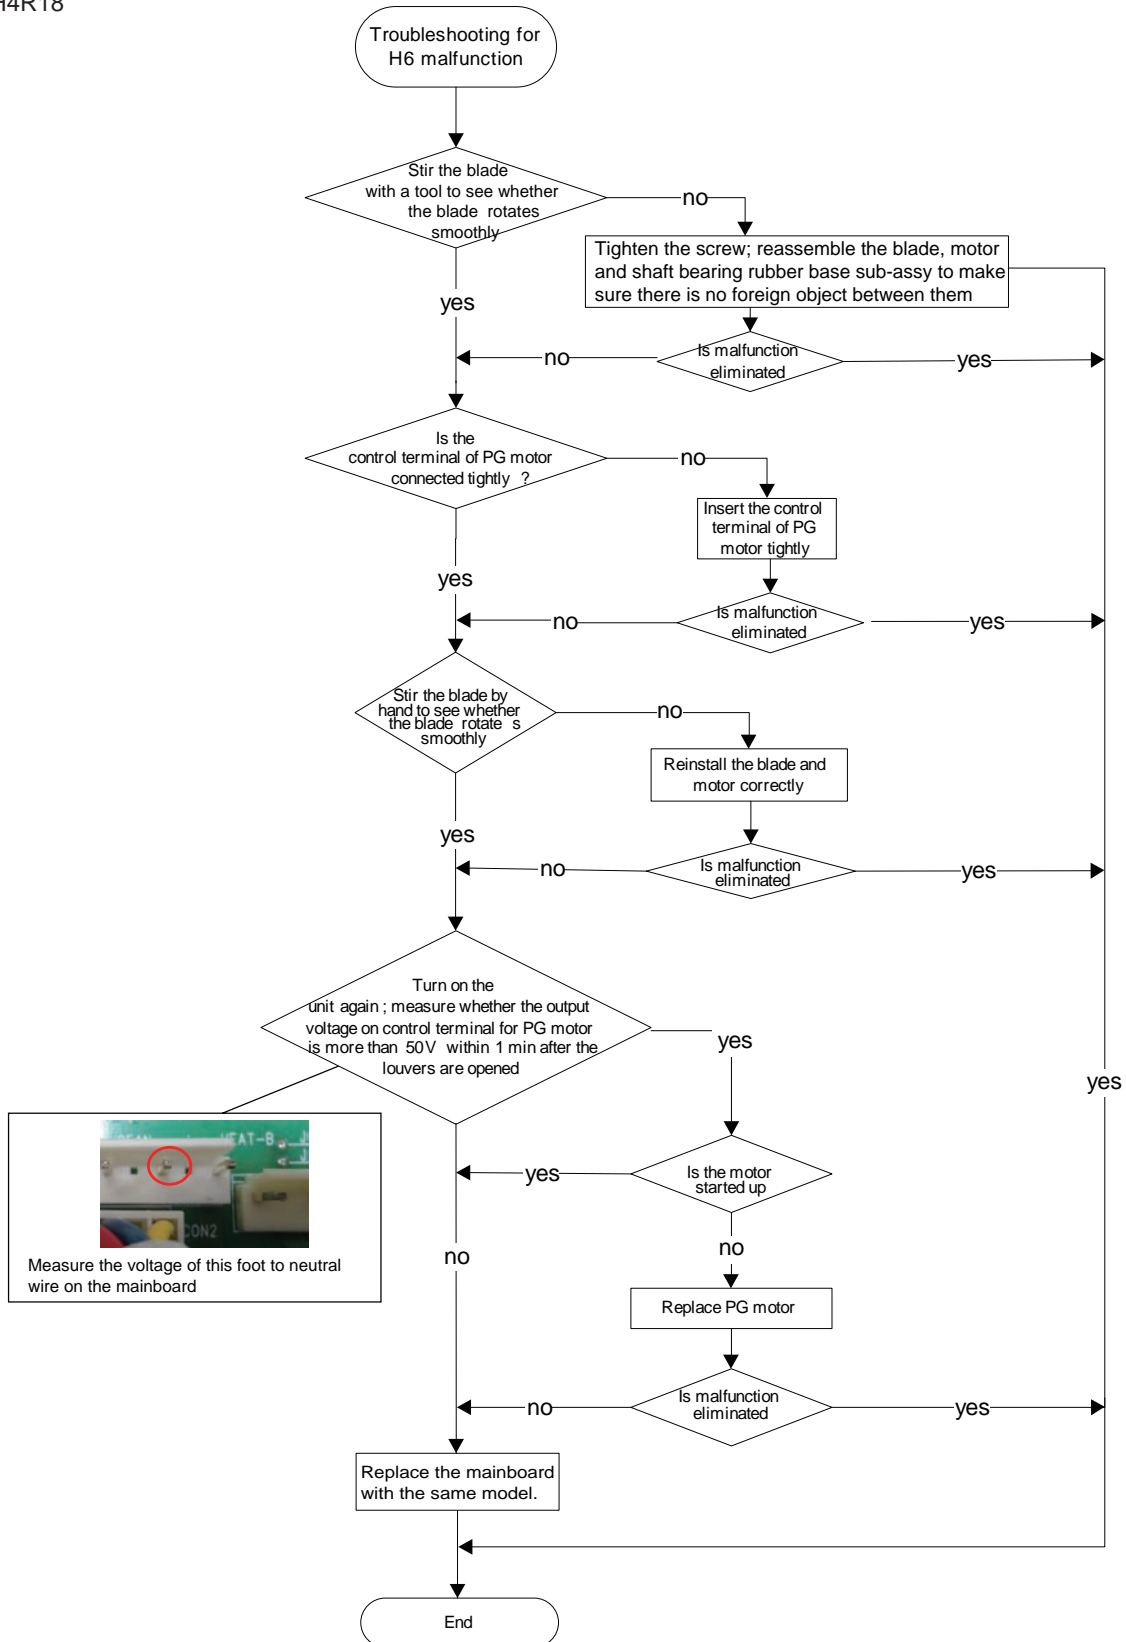 H4R18
Troubleshooting for
H6 malfunction
Stir the blade
with a tool to see whether
the blade rotates
smoothly
no
Tighten the screw; reassemble the blade, motor
and shaft bearing rubber base sub-assy to make
sure there is no foreign object between them
yes
Is malfunction
eliminated
no
yes
Is the
control terminal of PG motor
connected tightly ?
no
Insert the control
terminal of PG
motor tightly
yes
Is malfunction
eliminated
no
yes
Stir the blade by
hand to see whether
the blade rotate s
smoothly
no
Reinstall the blade and
motor correctly
yes
Is malfunction
eliminated
no
yes
Turn on the
unit again ; measure whether the output
voltage on control terminal for PG motor
is more than 50V within 1 min after the
louvers are opened
yes
yes
HEAT-B
CON2
Measure the voltage of this foot to neutral
wire on the mainboard
Is the motor
started up
yes
no
no
Replace PG motor
Is malfunction
eliminated
no
yes
Replace the mainboard
with the same model.
End